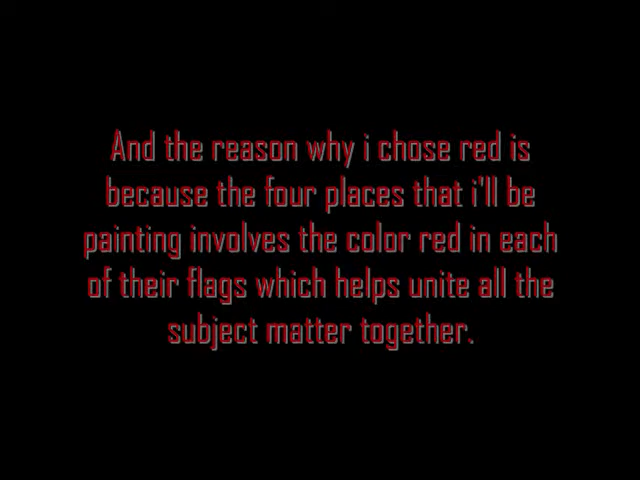 And the reason why i chose red is
because the four places that i'll be
painting involves the color red in each
of their flags which helps unite all the
subject matter together.